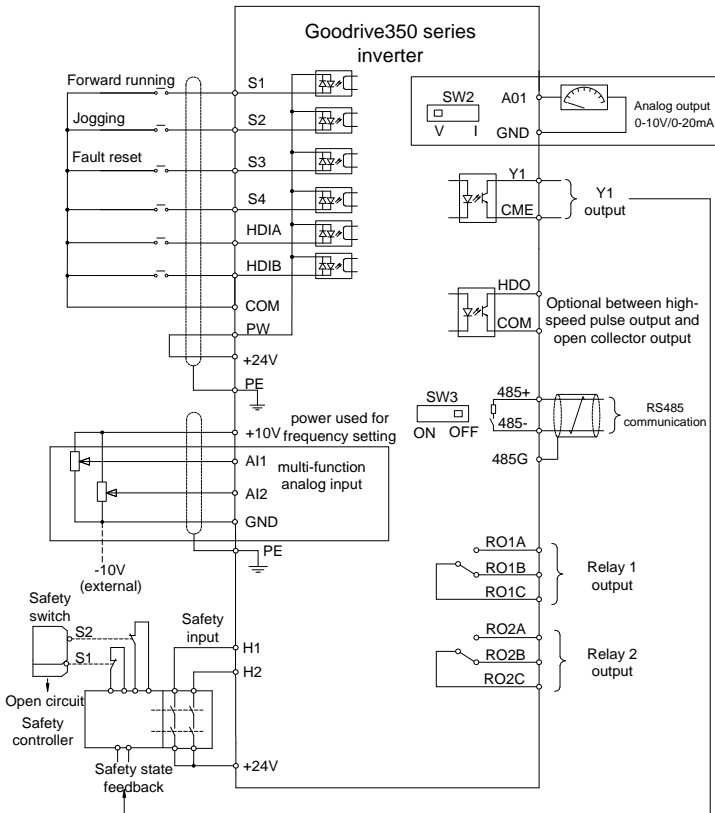 Goodrive350 series
inverter
Forward running
S1
Jogging
S2
Fault reset
S3
S4
HDIA
HDIB
COM
PW
+24V
PE
SW2
V I
A01
GND
Analog output
0-10V/0-20mA
Y1
CME
Y1
output
HDO
COM
Optional between high-
speed pulse output and
open collector output
SW3
ON OFF
485+
485-
485G
RS485
communication
power used for
frequency setting
+10V
AI1
multi-function
analog input
AI2
GND
PE
-10V
(external)
RO1A
RO1B
RO1C
Relay 1
output
RO2A
RO2B
RO2C
Relay 2
output
Safety
switch
S2
S1
Open circuit
Safety
controller
Safety
input
H1
H2
+24V
Safety state
feedback